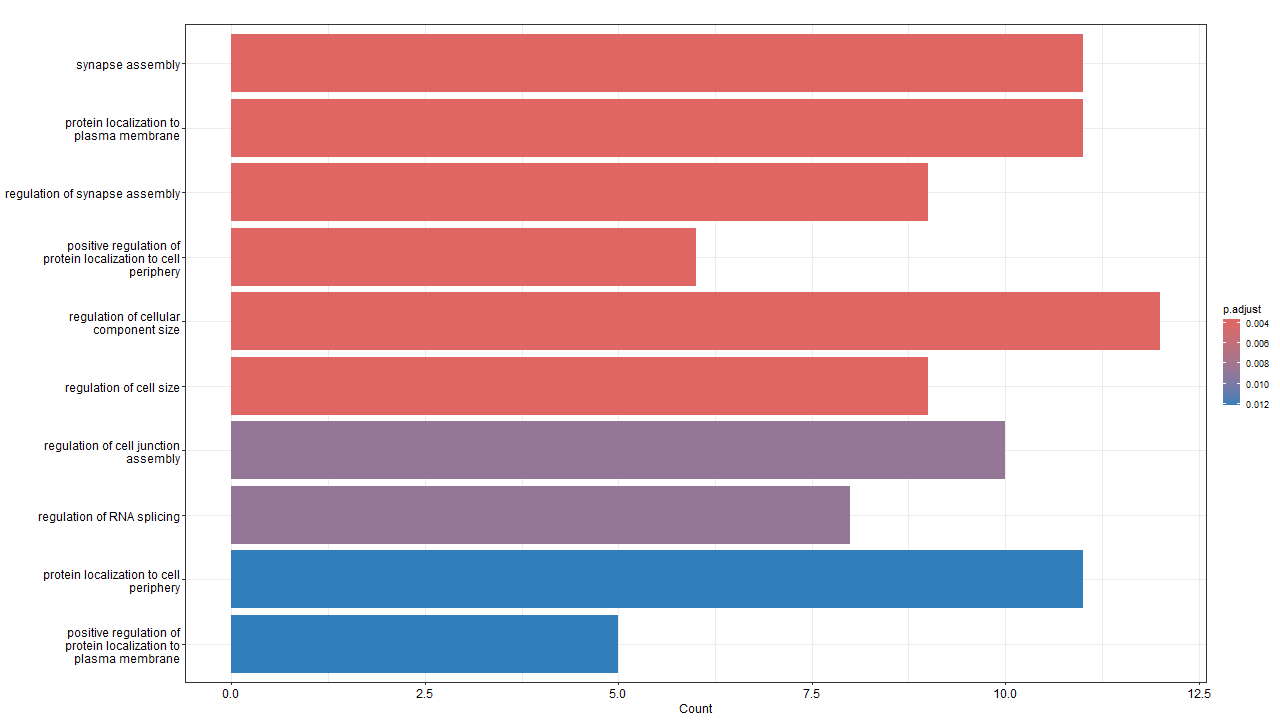 synapse assembly
protein localization to
plasma membrane
regulation of synapse assembly
positive regulation of
protein localization to cell
periphery
regulation of cellular
component size
regulation of cell size
regulation of cell junction
assembly
regulation of RNA splicing
protein localization to cell
periphery
positive regulation of
protein localization to
plasma membrane
0.0 2.5 5.0 7.5 10.0 12.5
Count
p.adjust
0.004
0.006
0.008
0.010
0.012